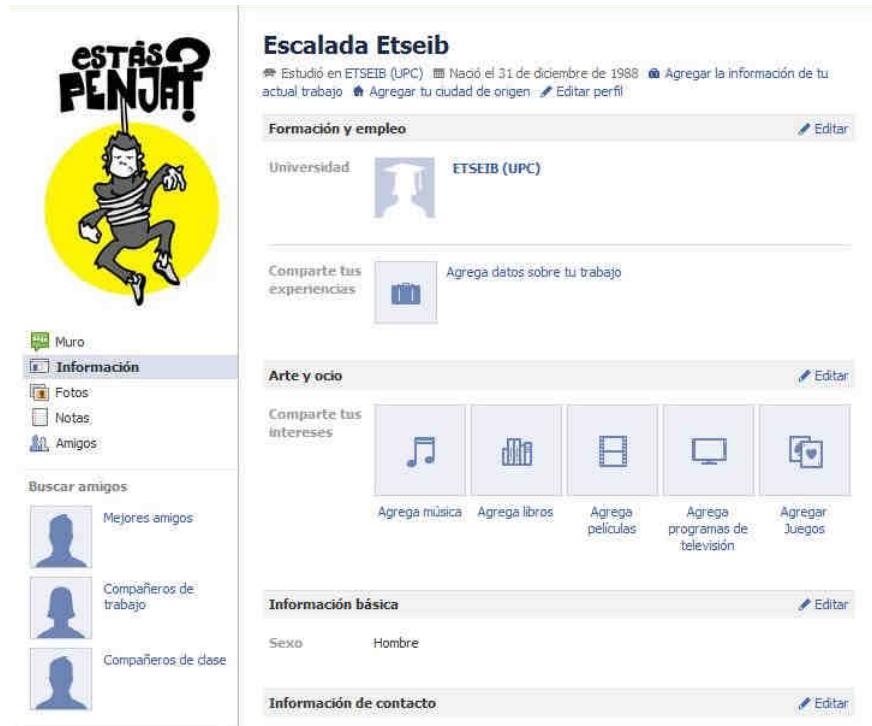 estás
PENJAT?
Muro
Información
Fotos
Notas
Amigos
Buscar amigos
Mejores amigos
Compañeros de
trabajo
Compañeros de clase
Escalada Etseib
Estudió en ETSEIB (UPC) Nació el 31 de diciembre de 1988 Agregar la información de tu
actual trabajo Agregar tu ciudad de origen Editar perfil
Formación y empleo Editar
Universidad ETSEIB (UPC)
Comparte tus
experiencias
Agrega datos sobre tu trabajo
Arte y ocio Editar
Comparte tus
intereses
Agrega música
Agrega libros
Agrega
películas
Agrega
programas de
televisión
Agregar
Juegos
Información básica Editar
Sexo Hombre
Información de contacto Editar